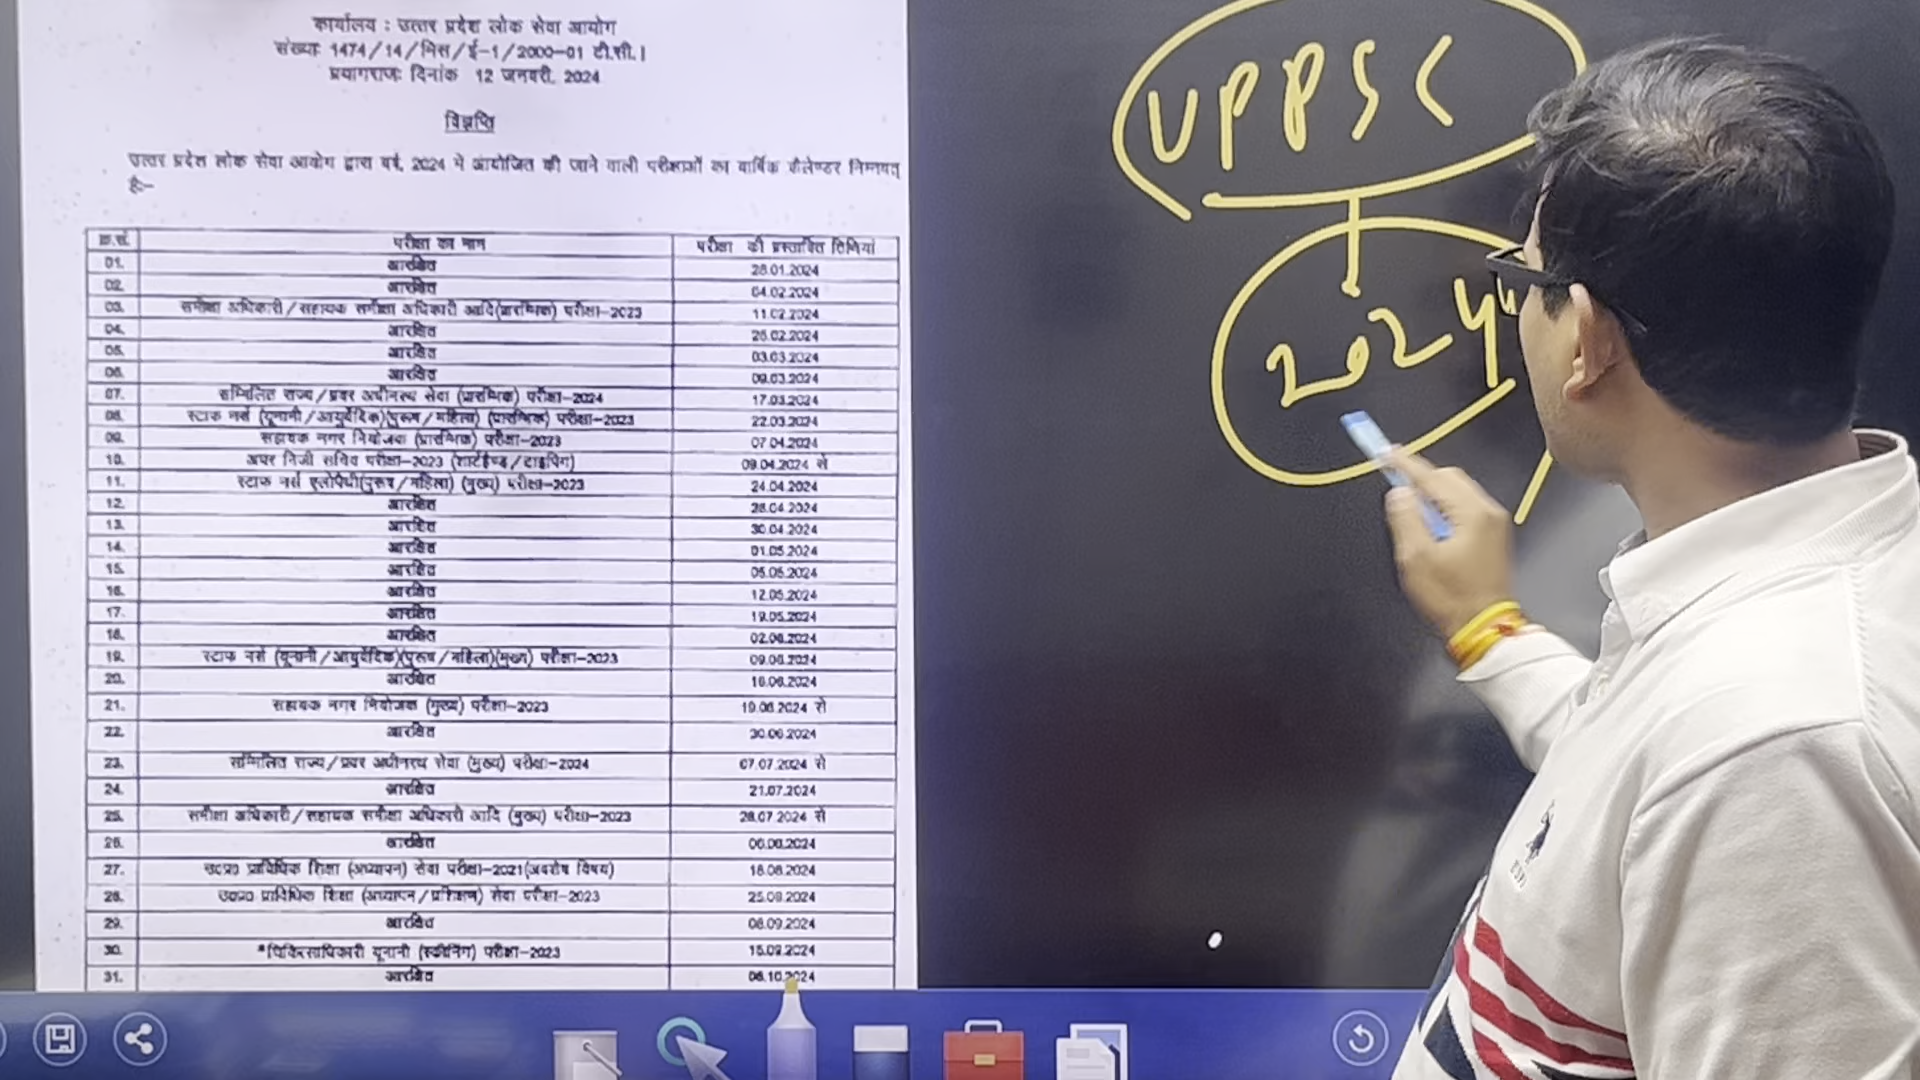 कार्यालय : उत्तर प्रदेश लोक सेवा आयोग
संख्याः 1474/14/मिस/ई-1/2000-01 टी.सी.।
प्रयागराजः दिनांक 12 जनवरी, 2024
विज्ञप्ति
उत्तर प्रदेश लोक सेवा आयोग द्वारा वर्ष, 2024 में आयोजित की जाने वाली परीक्षाओं का वार्षिक कैलेण्डर निम्नवत्
है:-
क्र.सं. परीक्षा का नाम परीक्षा की प्रस्तावित तिथियां
01. आरक्षित 28.01.2024
02. आरक्षित 04.02.2024
03. समीक्षा अधिकारी/सहायक समीक्षा अधिकारी आदि(प्रारम्भिक) परीक्षा-2023 11.02.2024
04. आरक्षित 25.02.2024
05. आरक्षित 03.03.2024
06. आरक्षित 09.03.2024
07. सम्मिलित राज्य/प्रवर अधीनस्थ सेवा (प्रारम्भिक) परीक्षा-2024 17.03.2024
08. स्टाफ नर्स (यूनानी/आयुर्वेदिक)(पुरूष/महिला) (प्रारम्भिक) परीक्षा-2023 22.03.2024
09. सहायक नगर नियोजक (प्रारम्भिक) परीक्षा-2023 07.04.2024
10. अपर निजी सचिव परीक्षा-2023 (शार्टहैण्ड/टाइपिंग) 09.04.2024 से
11. स्टाफ नर्स एलोपैथी(पुरूष/महिला) (मुख्य) परीक्षा-2023 24.04.2024
12. आरक्षित 28.04.2024
13. आरक्षित 30.04.2024
14. आरक्षित 01.05.2024
15. आरक्षित 05.05.2024
16. आरक्षित 12.05.2024
17. आरक्षित 19.05.2024
18. आरक्षित 02.06.2024
19. स्टाफ नर्स (यूनानी/आयुर्वेदिक)(पुरूष/महिला)(मुख्य) परीक्षा-2023 09.06.2024
20. आरक्षित 16.06.2024
21. सहायक नगर नियोजक (मुख्य) परीक्षा-2023 19.06.2024 से
22. आरक्षित 30.06.2024
23. सम्मिलित राज्य/प्रवर अधीनस्थ सेवा (मुख्य) परीक्षा-2024 07.07.2024 से
24. आरक्षित 21.07.2024
25. समीक्षा अधिकारी/सहायक समीक्षा अधिकारी आदि (मुख्य) परीक्षा-2023 28.07.2024 से
26. आरक्षित
27. उ०प्र० प्राविधिक शिक्षा (अध्यापन) सेवा परीक्षा-2021(अवशेष विषय) 18.08.2024
28. उ०प्र० प्राविधिक शिक्षा (अध्यापन/प्रशिक्षण) सेवा परीक्षा-2023 25.08.2024
29. आरक्षित 08.09.2024
30. *चिकित्साधिकारी यूनानी (स्क्रीनिंग) परीक्षा-2023 15.09.2024
31. आरक्षित 06.10.2024
UPPSC
2024